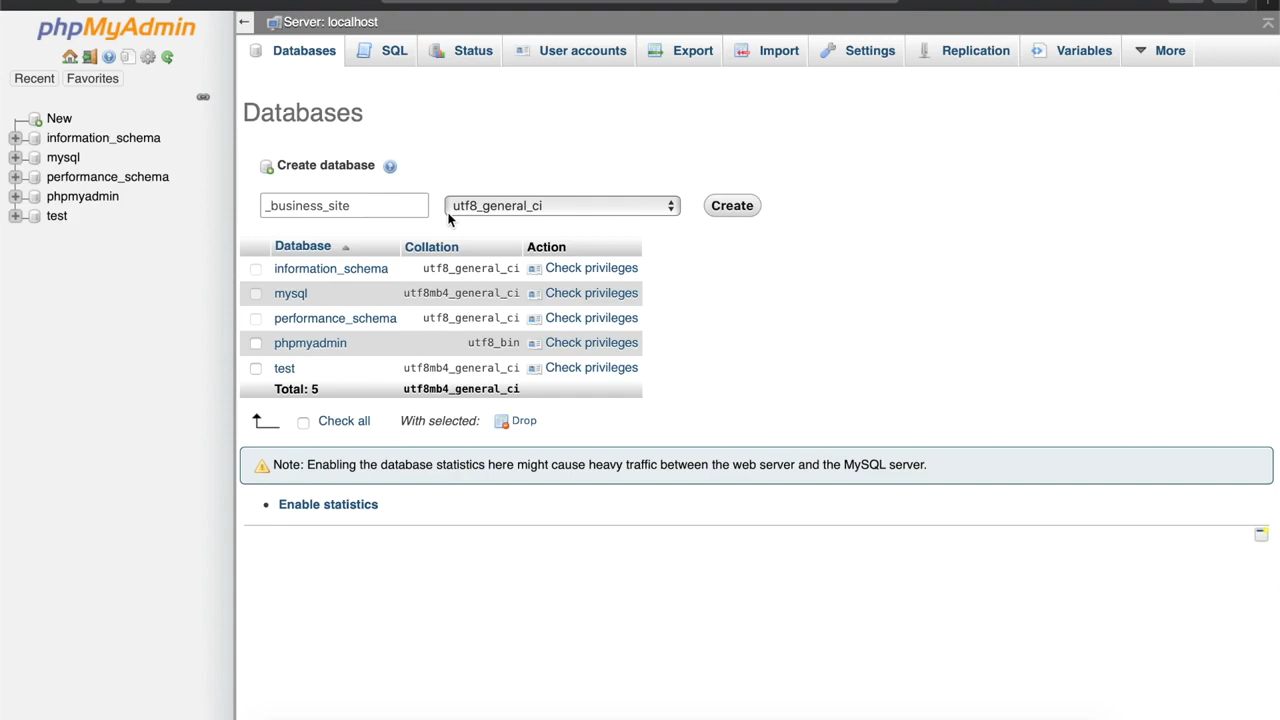 phpMyAdmin
Recent Favorites
New
information_schema
mysql
performance_schema
phpmyadmin
test
Server: localhost
Databases SQL Status User accounts Export Import Settings Replication Variables More
Databases
Create database
_business_site utf8_general_ci Create
Database Collation Action
information_schema utf8_general_ci Check privileges
mysql utf8mb4_general_ci Check privileges
performance_schema utf8_general_ci Check privileges
phpmyadmin utf8_bin Check privileges
test utf8mb4_general_ci Check privileges
Total: 5 utf8mb4_general_ci
Check all With selected: Drop
Note: Enabling the database statistics here might cause heavy traffic between the web server and the MySQL server.
• Enable statistics